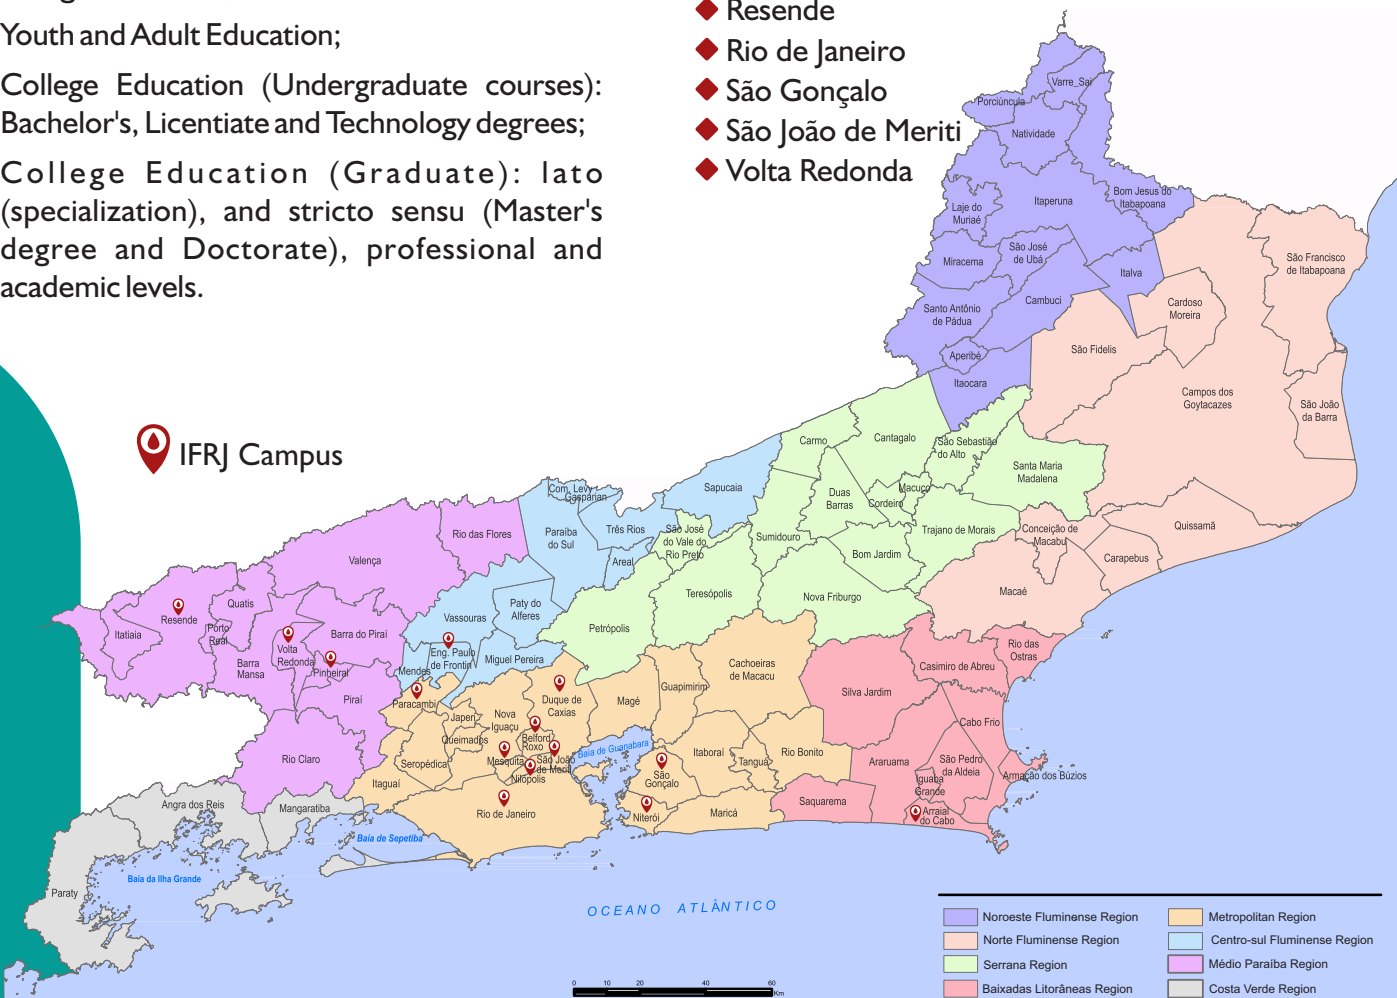 Youth and Adult Education;
College Education (Undergraduate courses):
Bachelor's, Licentiate and Technology degrees;
College Education (Graduate): lato
(specialization), and stricto sensu (Master's
degree and Doctorate), professional and
academic levels.
Resende
Rio de Janeiro
São Gonçalo
São João de Meriti
Volta Redonda
IFRJ Campus
Varre_Sai
Porciúncula
Natividade
Bom Jesus do
Itabapoana
Itaperuna
Laje do
Muriaé
São José
de Ubá
Miracema
Italva
Cambuci
Santo Antônio
de Pádua
Aperibé
Itaocara
São Francisco
de Itabapoana
Cardoso
Moreira
São Fidelis
Campos dos
Goytacazes
São João
da Barra
Quissamã
Conceição de
Macabu
Carapebus
Macaé
Carmo
Cantagalo
São Sebastião
do Alto
Santa Maria
Madalena
Macuco
Cordeiro
Duas
Barras
Trajano de Morais
Sumidouro
Bom Jardim
São José
do Vale do
Rio Preto
Teresópolis
Nova Friburgo
Petrópolis
Sapucaia
Com. Levy
Gasparian
Três Rios
Paraíba
do Sul
Areal
Paty do
Alferes
Vassouras
Eng. Paulo
de Frontin
Miguel Pereira
Mendes
Rio das Flores
Valença
Quatis
Resende
Itatiaia
Porto
Real
Volta
Redonda
Barra do Piraí
Barra
Mansa
Pinheiral
Piraí
Rio Claro
Paracambi
Japeri
Nova
Iguaçu
Duque de
Caxias
Magé
Guapimirim
Cachoeiras
de Macacu
Queimados
Belford
Roxo
Seropédica
Mesquita
São João
de Meriti
Nilópolis
Baía de Guanabara
Itaguaí
Rio de Janeiro
São
Gonçalo
Niterói
Itaboraí
Tanguá
Rio Bonito
Maricá
Rio das
Ostras
Casimiro de Abreu
Silva Jardim
Cabo Frio
Araruama
São Pedro
da Aldeia
Iguaba
Grande
Armação dos Búzios
Saquarema
Arraial
do Cabo
Angra dos Reis
Mangaratiba
Paraty
Baía de Sepetiba
Baía da Ilha Grande
OCEANO ATLÂNTICO
0 10 20 40 60
Km
Noroeste Fluminense Region
Norte Fluminense Region
Serrana Region
Baixadas Litorâneas Region
Metropolitan Region
Centro-sul Fluminense Region
Médio Paraíba Region
Costa Verde Region